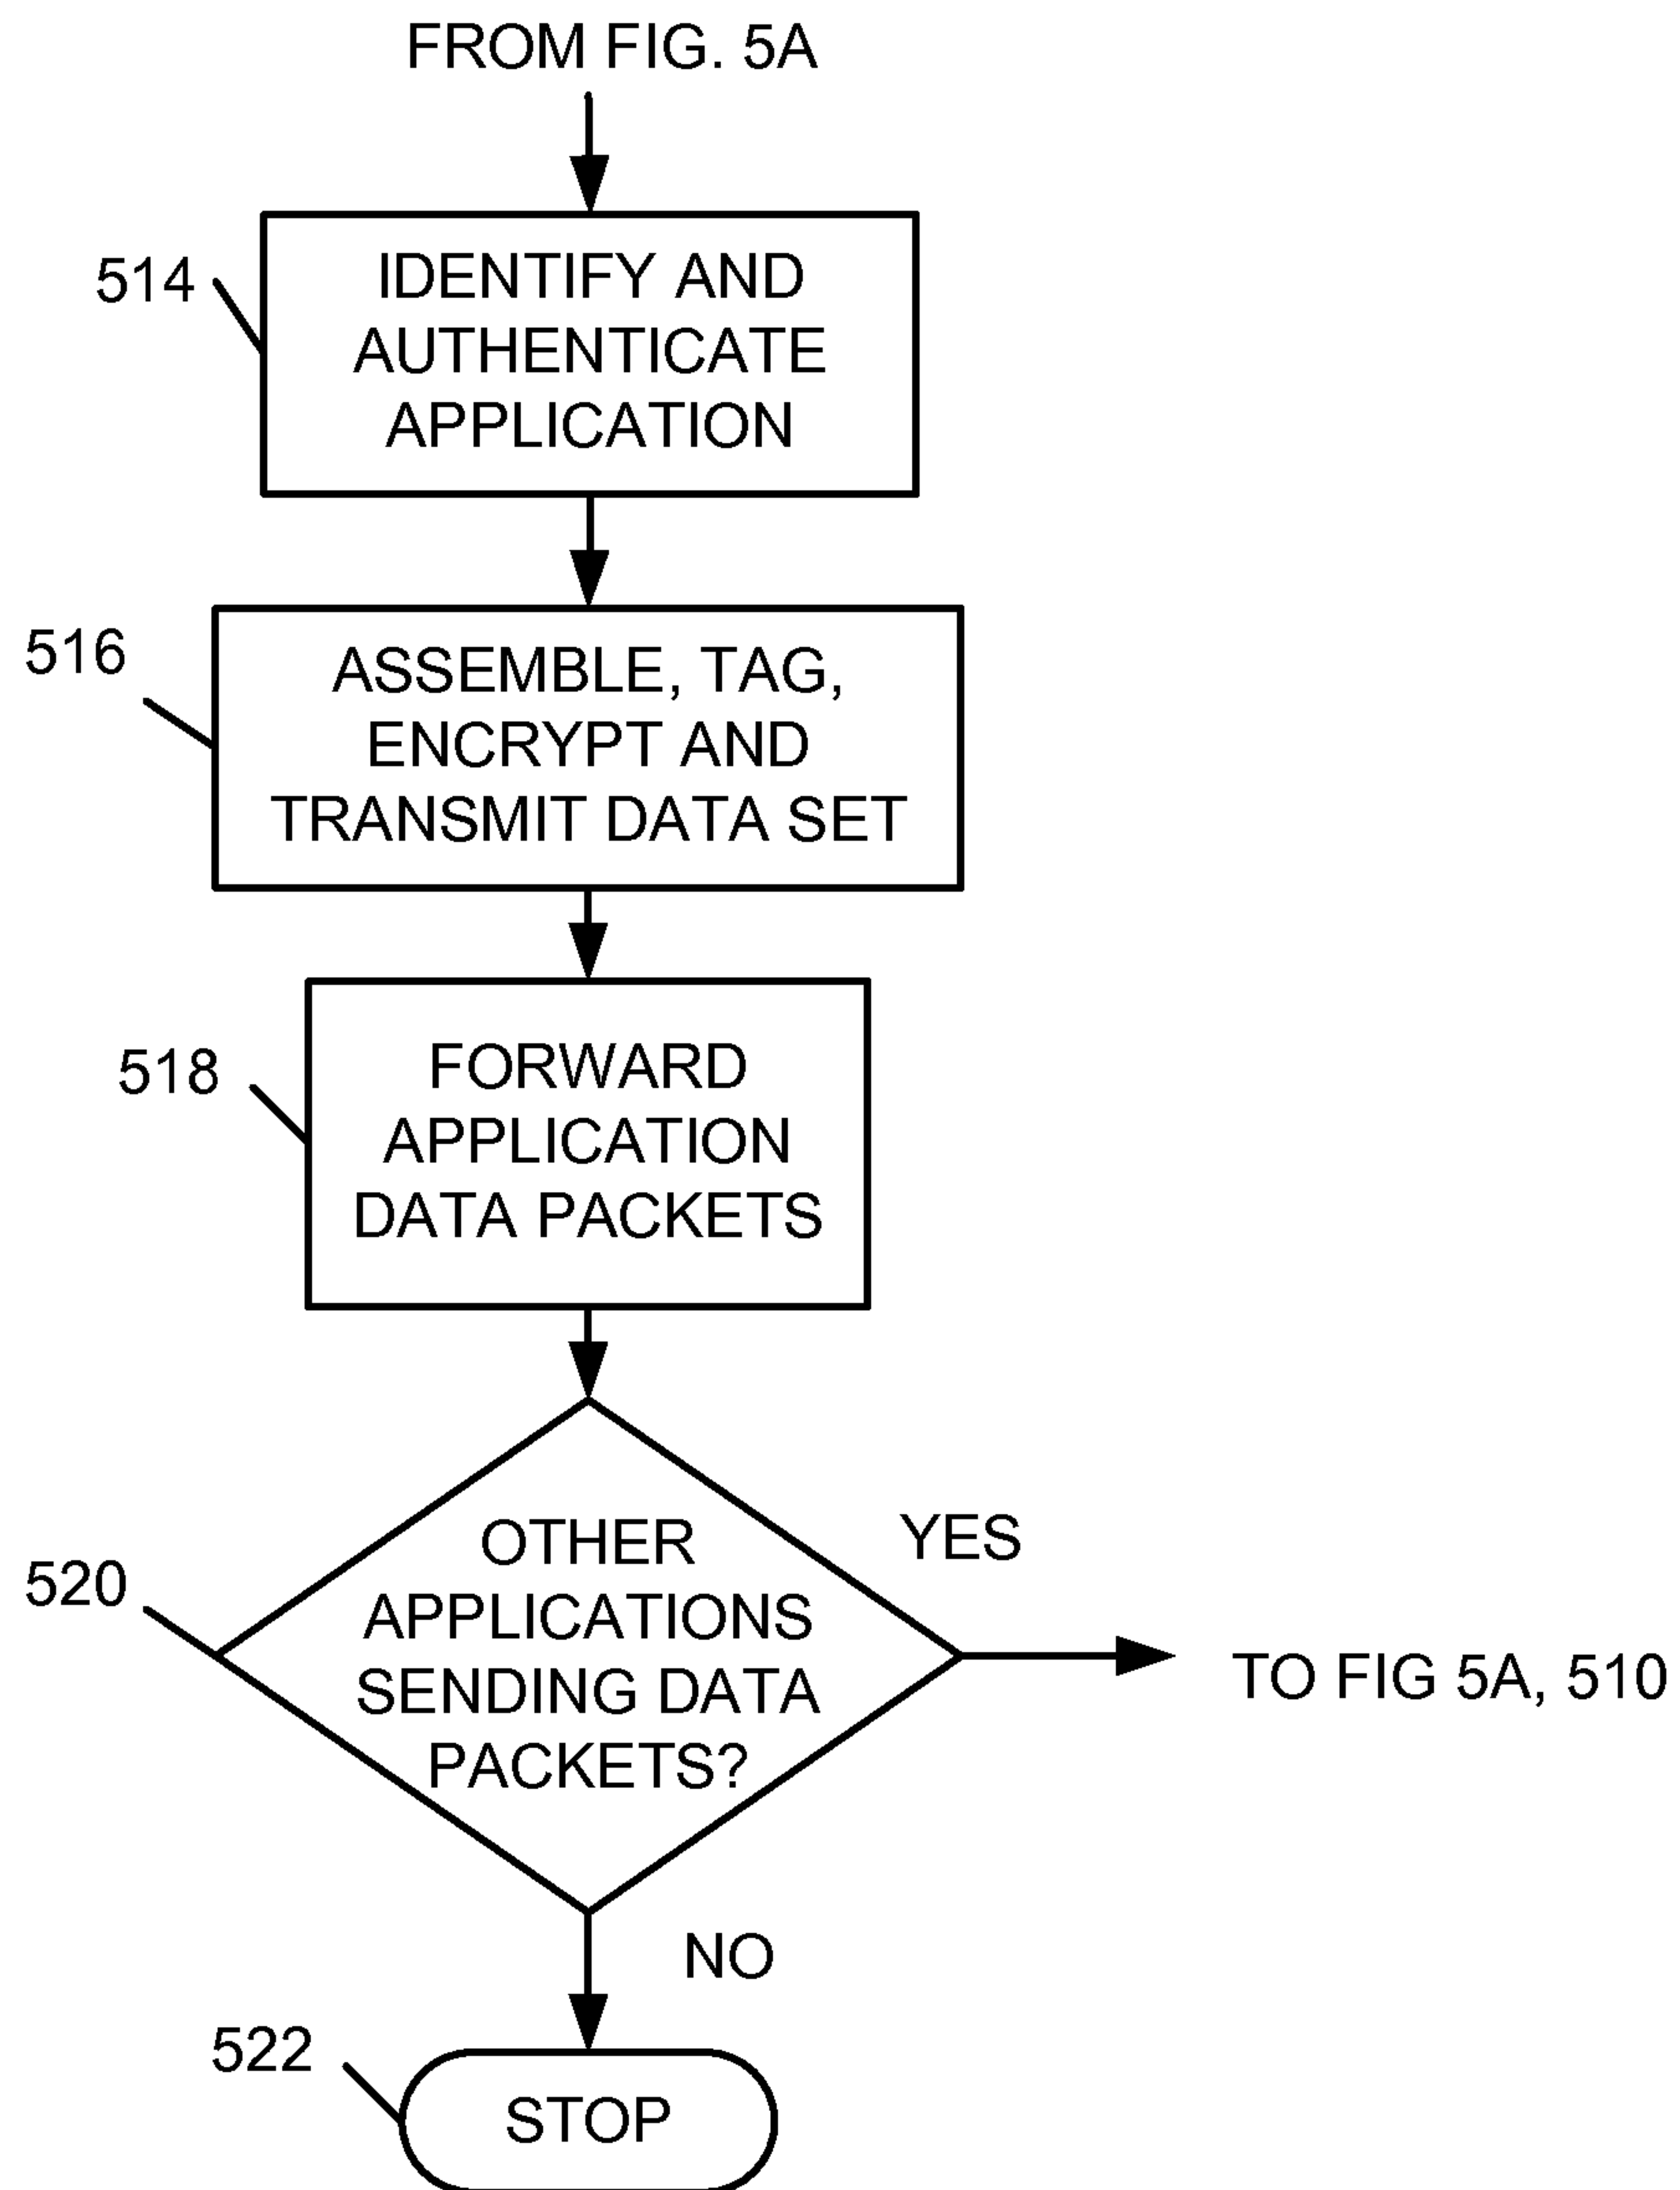 FROM FIG. 5A
514
IDENTIFY AND
AUTHENTICATE
APPLICATION
516
ASSEMBLE, TAG,
ENCRYPT AND
TRANSMIT DATA SET
518
FORWARD
APPLICATION
DATA PACKETS
520
OTHER
APPLICATIONS
SENDING DATA
PACKETS?
YES
TO FIG 5A, 510
NO
522
STOP